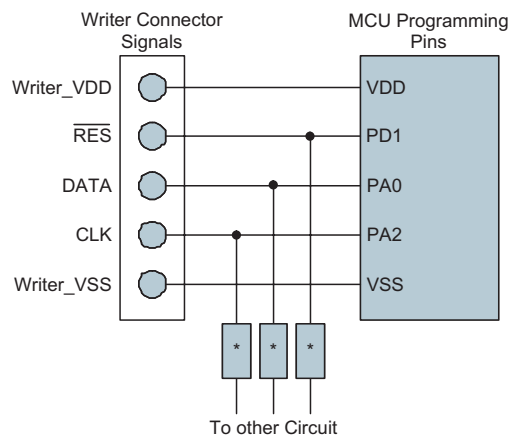 Writer Connector
Signals
MCU Programming
Pins
Writer_VDD
VDD
RES
PD1
DATA
PA0
CLK
PA2
Writer_VSS
VSS
* * *
To other Circuit